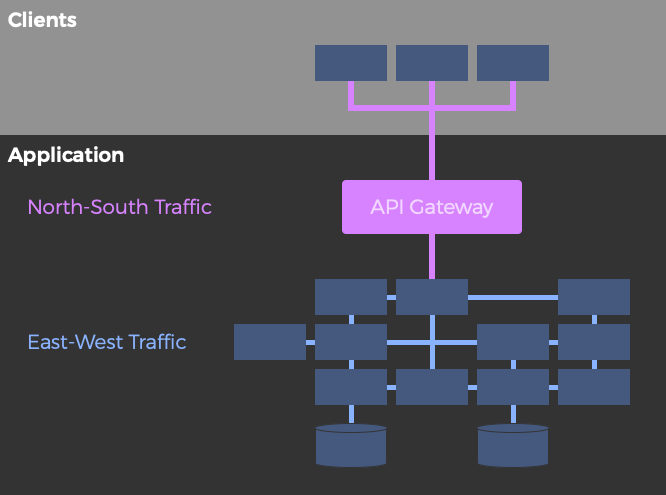 Clients
Application
North-South Traffic
API Gateway
East-West Traffic